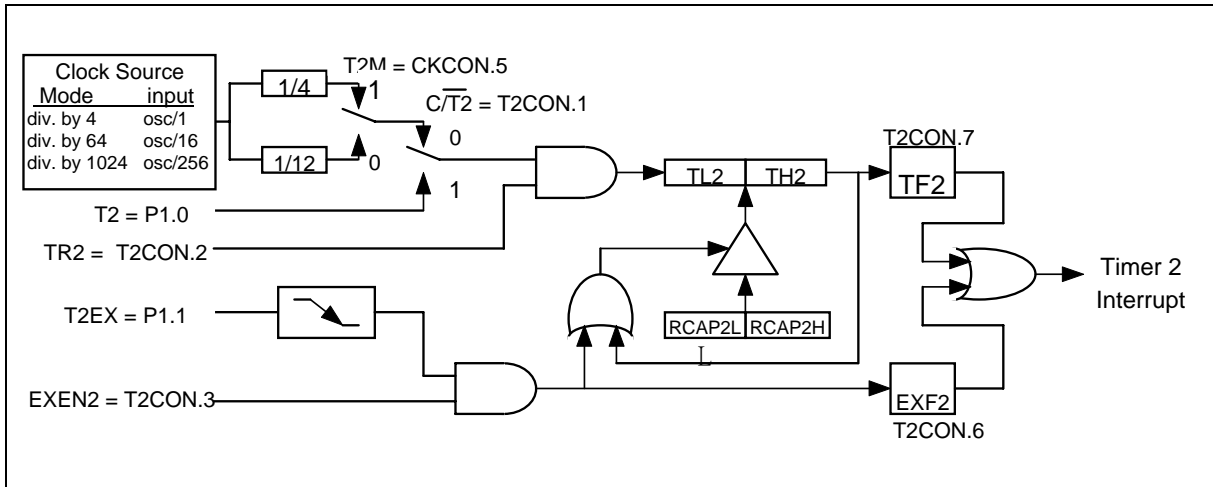 Clock Source
Mode input
div. by 4 osc/1
div. by 64 osc/16
div. by 1024 osc/256
1/4
1/12
T2M = CKCON.5
1
0
C/T2 = T2CON.1
0
1
T2 = P1.0
TR2 = T2CON.2
TL2 TH2
T2CON.7
TF2
Timer 2
Interrupt
T2EX = P1.1
RCAP2L RCAP2H
L
EXEN2 = T2CON.3
EXF2
T2CON.6